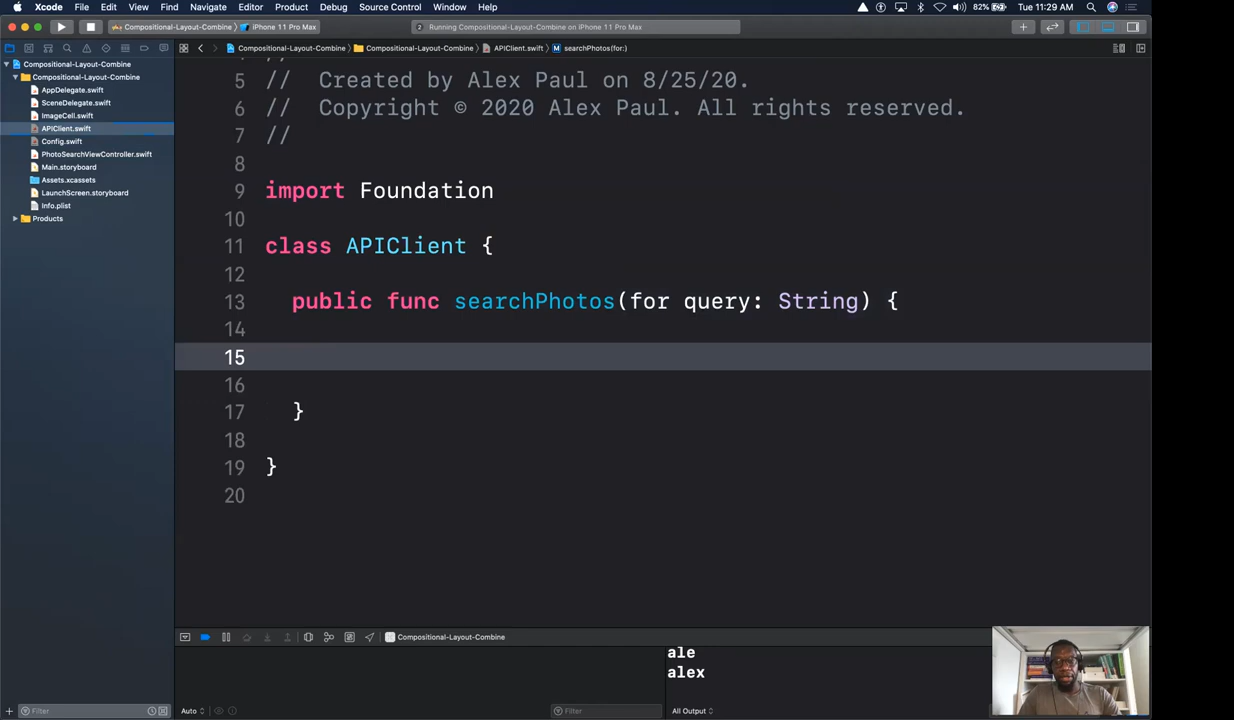 Xcode File Edit View Find Navigate Editor Product Debug Source Control Window Help 82% Tue 11:29 AM
Compositional-Layout-Combine iPhone 11 Pro Max Running Compositional-Layout-Combine on iPhone 11 Pro Max
Compositional-Layout-Combine Compositional-Layout-Combine APIClient.swift M searchPhotos(for:)
Compositional-Layout-Combine
Compositional-Layout-Combine
AppDelegate.swift
SceneDelegate.swift
ImageCell.swift
APIClient.swift
Config.swift
PhotoSearchViewController.swift
Main.storyboard
Assets.xcassets
LaunchScreen.storyboard
Info.plist
Products
5 // Created by Alex Paul on 8/25/20.
6 // Copyright © 2020 Alex Paul. All rights reserved.
7 //
8
9 import Foundation
10
11 class APIClient {
12
13 public func searchPhotos(for query: String) {
14
15
16
17 }
18
19 }
20
Compositional-Layout-Combine
ale
alex
Filter
Auto
Filter
All Output